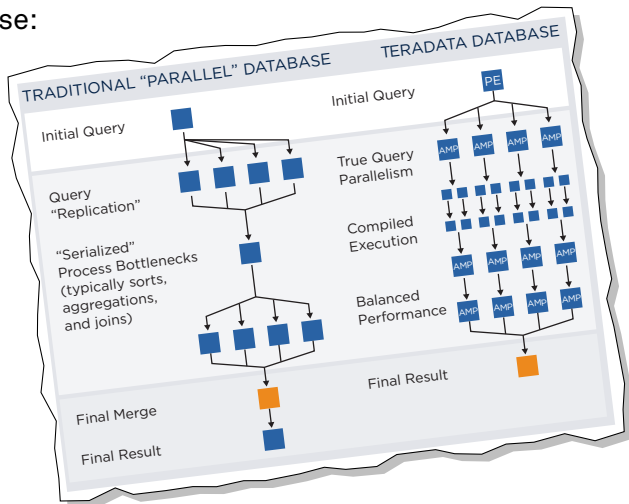 se:
TRADITIONAL “PARALLEL” DATABASE
TERADATA DATABASE
Initial Query
Query
“Replication”
“Serialized”
Process Bottlenecks
(typically sorts,
aggregations,
and joins)
Final Merge
Final Result
Initial Query
PE
True Query
Parallelism
AMP AMP AMP AMP
Compiled
Execution
AMP AMP AMP AMP
Balanced
Performance
AMP AMP AMP AMP
Final Result